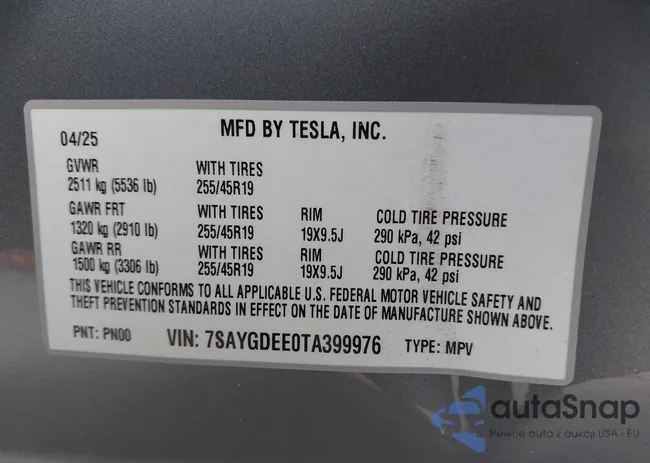 MFD BY TESLA, INC.
04/25
GVWR WITH TIRES
2511 kg (5536 lb) 255/45R19
GAWR FRT WITH TIRES RIM COLD TIRE PRESSURE
1320 kg (2910 lb) 255/45R19 19X9.5J 290 kPa, 42 psi
GAWR RR WITH TIRES RIM COLD TIRE PRESSURE
1500 kg (3306 lb) 255/45R19 19X9.5J 290 kPa, 42 psi
THIS VEHICLE CONFORMS TO ALL APPLICABLE U.S. FEDERAL MOTOR VEHICLE SAFETY AND
THEFT PREVENTION STANDARDS IN EFFECT ON THE DATE OF MANUFACTURE SHOWN ABOVE.
PNT: PN00 VIN: 7SAYGDEE0TA399976 TYPE: MPV
autaSnap
Pewne auta z aukcji USA - EU